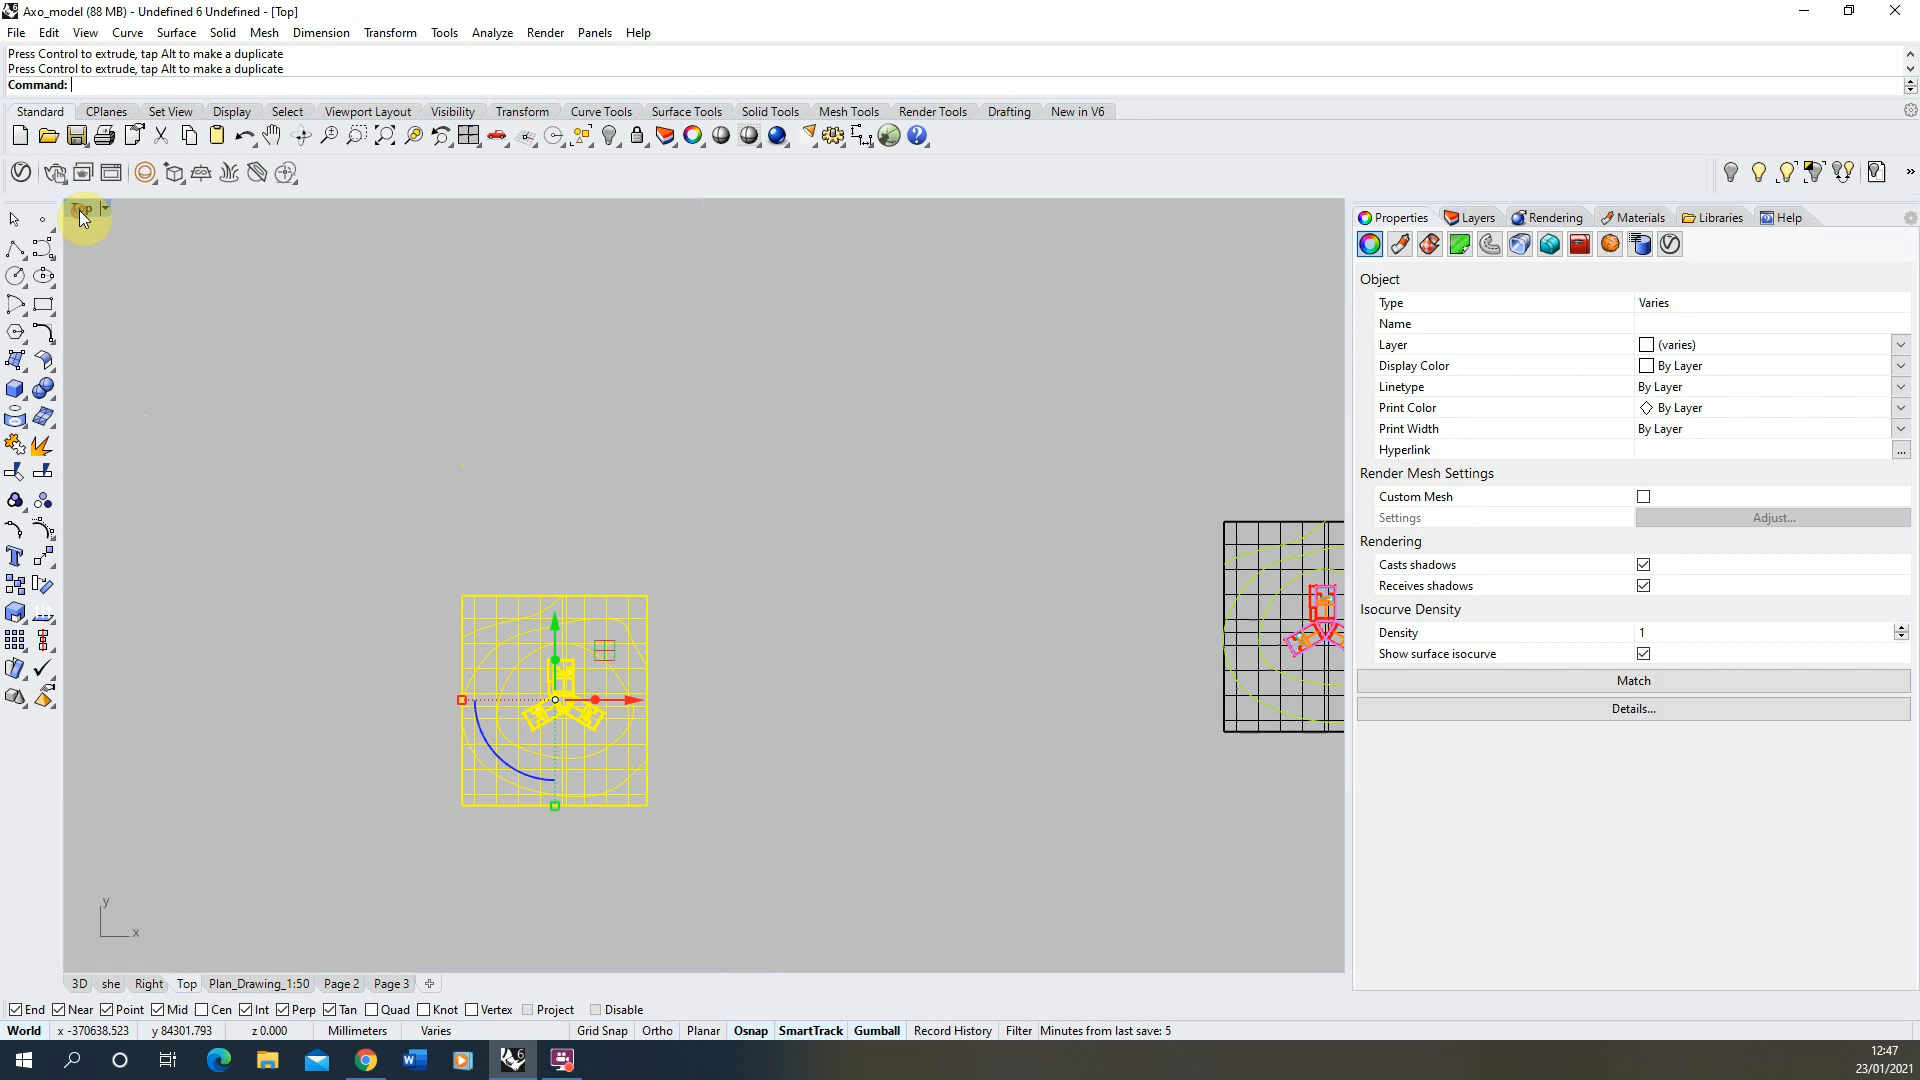 Axo_model (88 MB) - Undefined 6 Undefined - [Top]
File Edit View Curve Surface Solid Mesh Dimension Transform Tools Analyze Render Panels Help
Press Control to extrude, tap Alt to make a duplicate
Press Control to extrude, tap Alt to make a duplicate
Command:
Standard CPlanes Set View Display Select Viewport Layout Visibility Transform Curve Tools Surface Tools Solid Tools Mesh Tools Render Tools Drafting New in V6
Top
Properties Layers Rendering Materials Libraries Help
Object
Type Varies
Name
Layer (varies)
Display Color By Layer
Linetype By Layer
Print Color By Layer
Print Width By Layer
Hyperlink ...
Render Mesh Settings
Custom Mesh
Settings Adjust...
Rendering
Casts shadows
Receives shadows
Isocurve Density
Density 1
Show surface isocurve
Match
Details...
y
x
3D she Right Top Plan_Drawing_1:50 Page 2 Page 3
End Near Point Mid Cen Int Perp Tan Quad Knot Vertex Project Disable
World x -370638.523 y 84301.793 z 0.000 Millimeters Varies Grid Snap Ortho Planar Osnap SmartTrack Gumball Record History Filter Minutes from last save: 5
12:47
23/01/2021